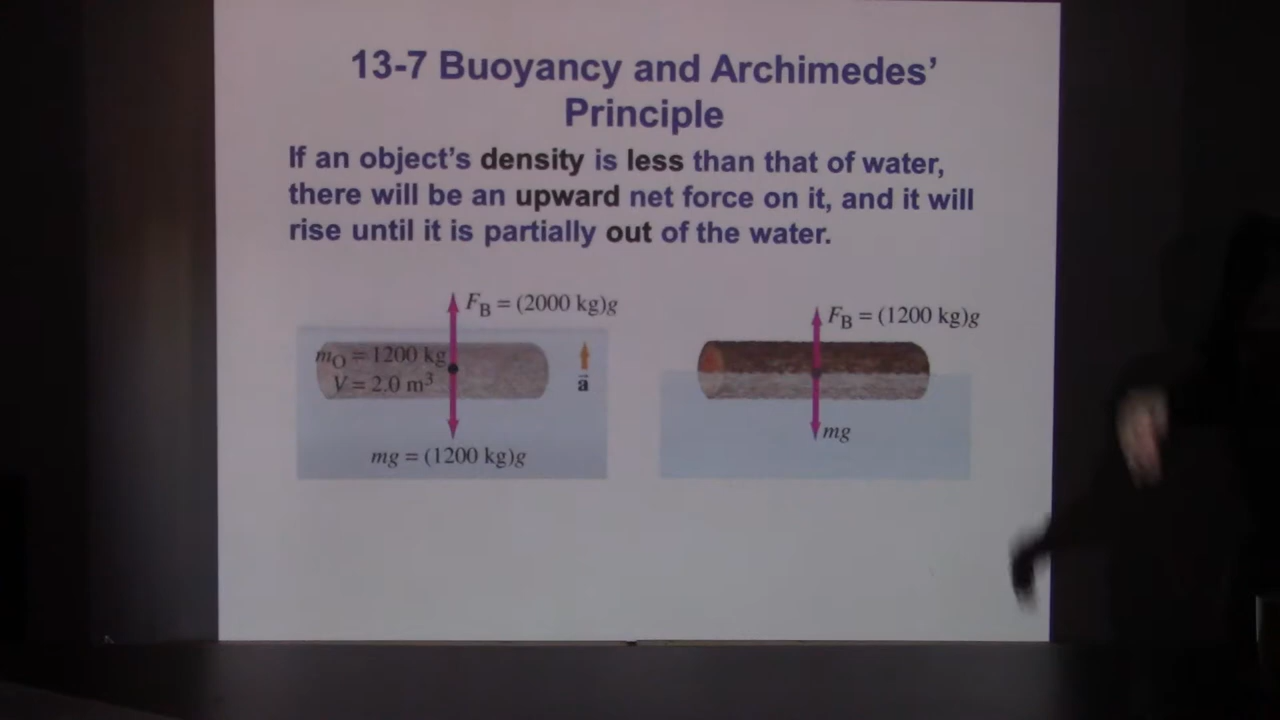 13-7 Buoyancy and Archimedes’
Principle
If an object’s density is less than that of water,
there will be an upward net force on it, and it will
rise until it is partially out of the water.
F_B = (2000 kg)g
m_O = 1200 kg
V = 2.0 m³
a⃗
mg = (1200 kg)g
F_B = (1200 kg)g
mg